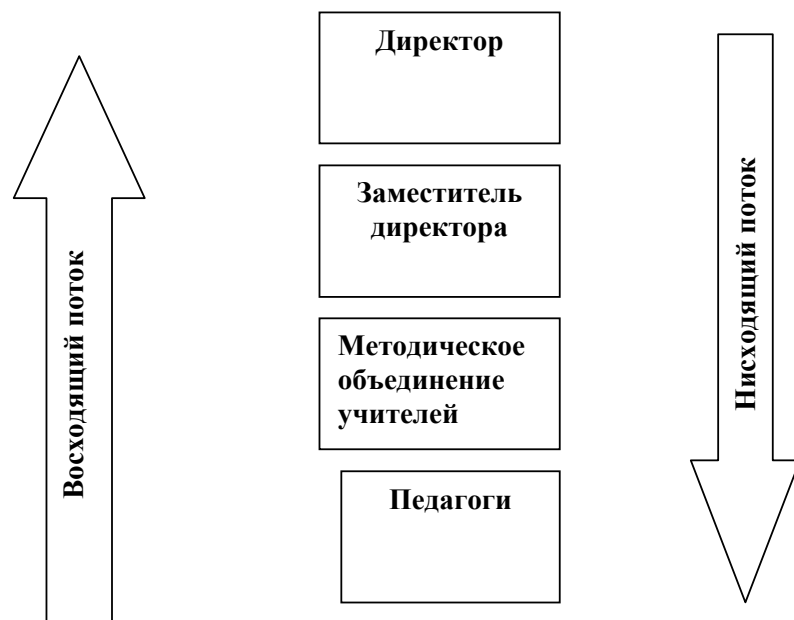 Директор
Заместитель
директора
Методическое
объединение
учителей
Педагоги
Восходящий поток
Нисходящий поток